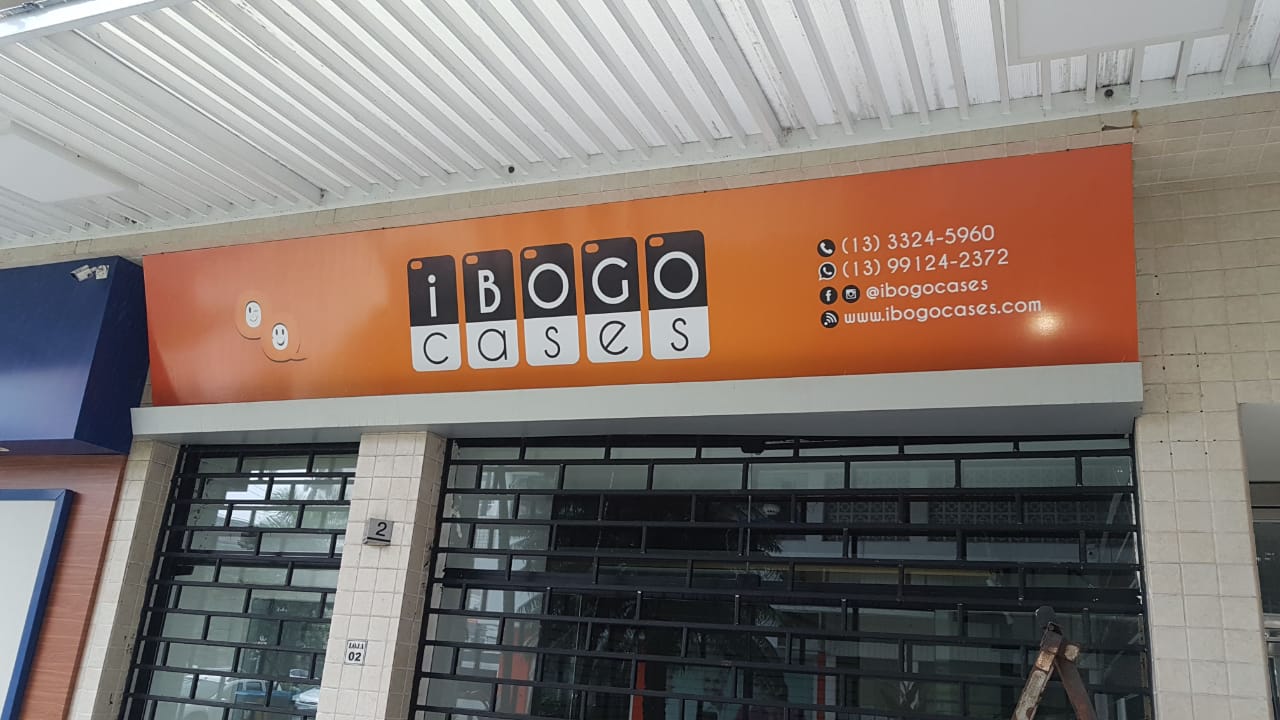 iBOGO
cases
(13) 3324-5960
(13) 99124-2372
@ibogocases
www.ibogocases.com
2
LOJA
02